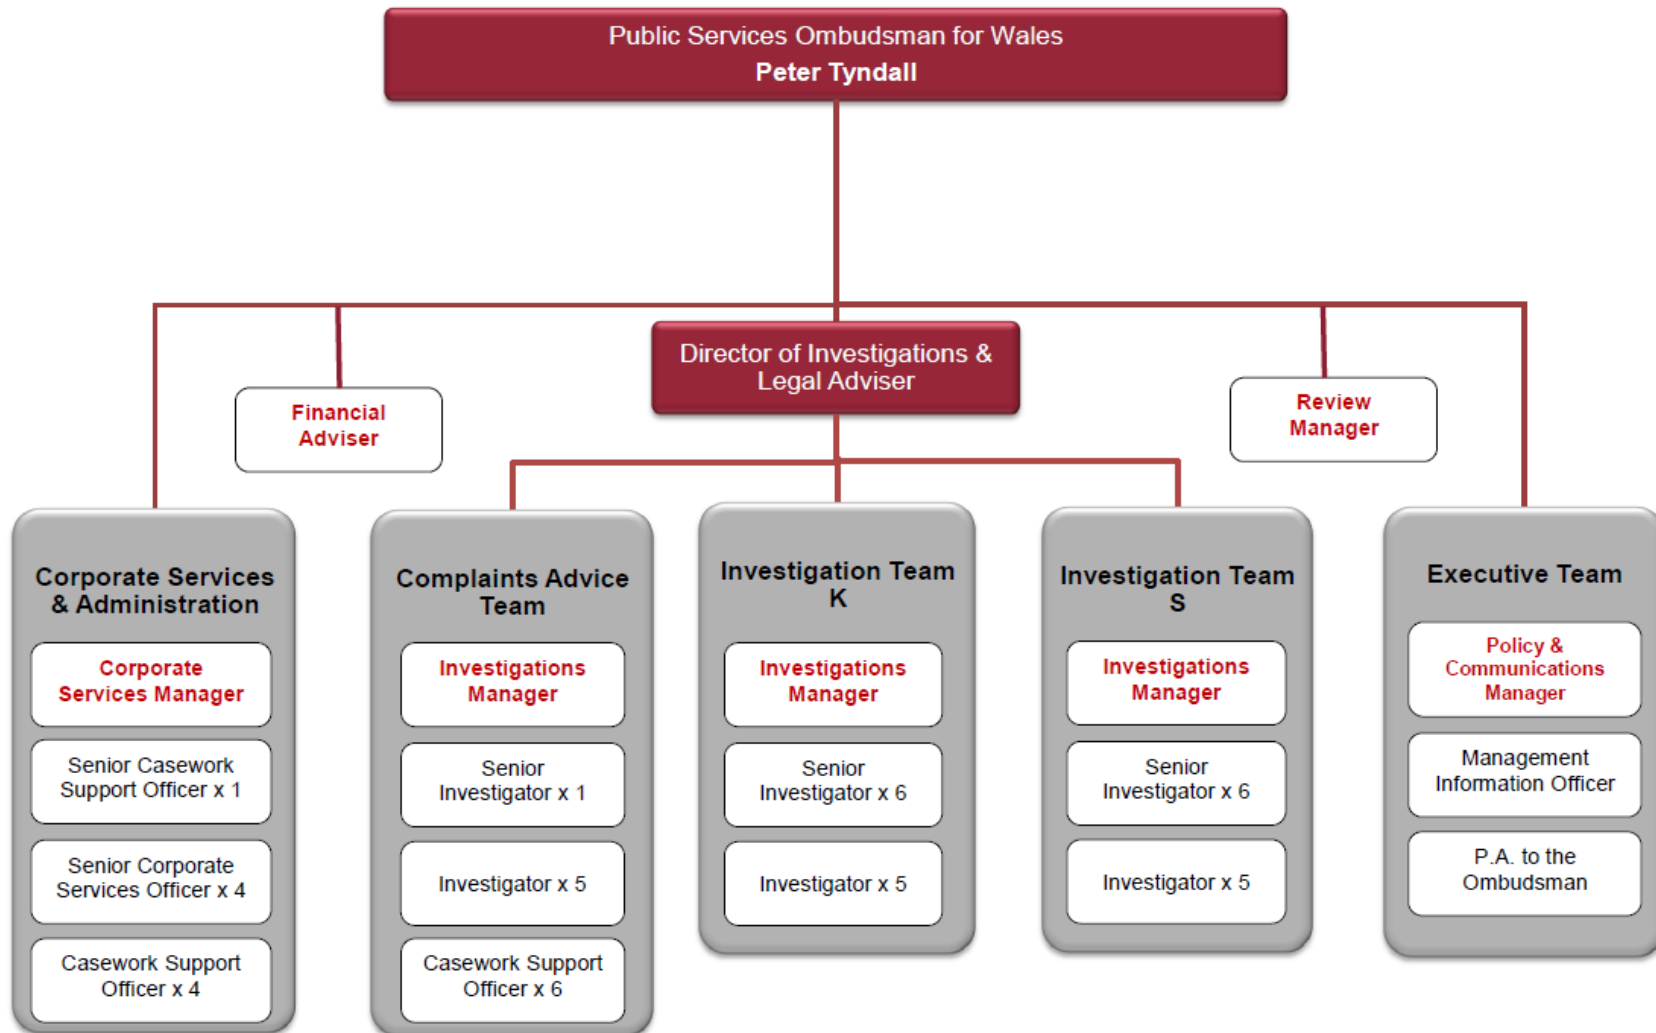 Public Services Ombudsman for Wales
Peter Tyndall
Director of Investigations &
Legal Adviser
Financial
Adviser
Review
Manager
Corporate Services
& Administration
Corporate
Services Manager
Senior Casework
Support Officer x 1
Senior Corporate
Services Officer x 4
Casework Support
Officer x 4
Complaints Advice
Team
Investigations
Manager
Senior
Investigator x 1
Investigator x 5
Casework Support
Officer x 6
Investigation Team
K
Investigations
Manager
Senior
Investigator x 6
Investigator x 5
Investigation Team
S
Investigations
Manager
Senior
Investigator x 6
Investigator x 5
Executive Team
Policy &
Communications
Manager
Management
Information Officer
P.A. to the
Ombudsman